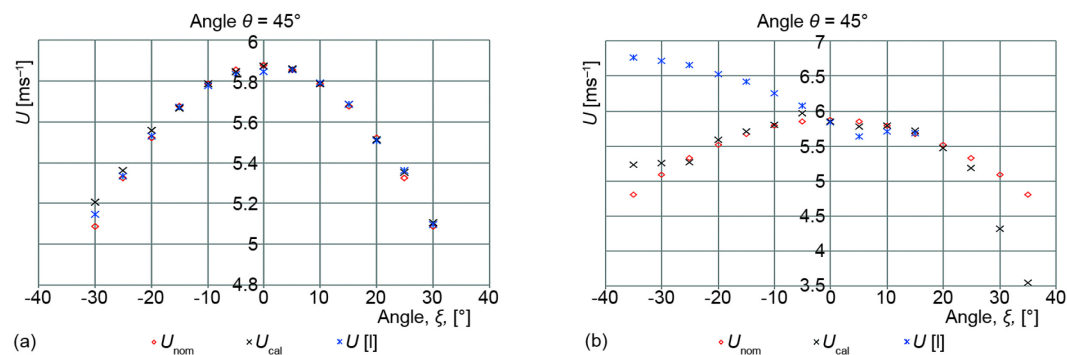 Angle θ = 45°
U [ms⁻¹]
6
5.8
5.6
5.4
5.2
5
4.8
-40 -30 -20 -10 0 10 20 30 40
Angle, ξ, [°]
(a)
U_nom U_cal U [l]
Angle θ = 45°
U [ms⁻¹]
7
6.5
6
5.5
5
4.5
4
3.5
-40 -30 -20 -10 0 10 20 30 40
Angle, ξ, [°]
(b)
U_nom U_cal U [l]